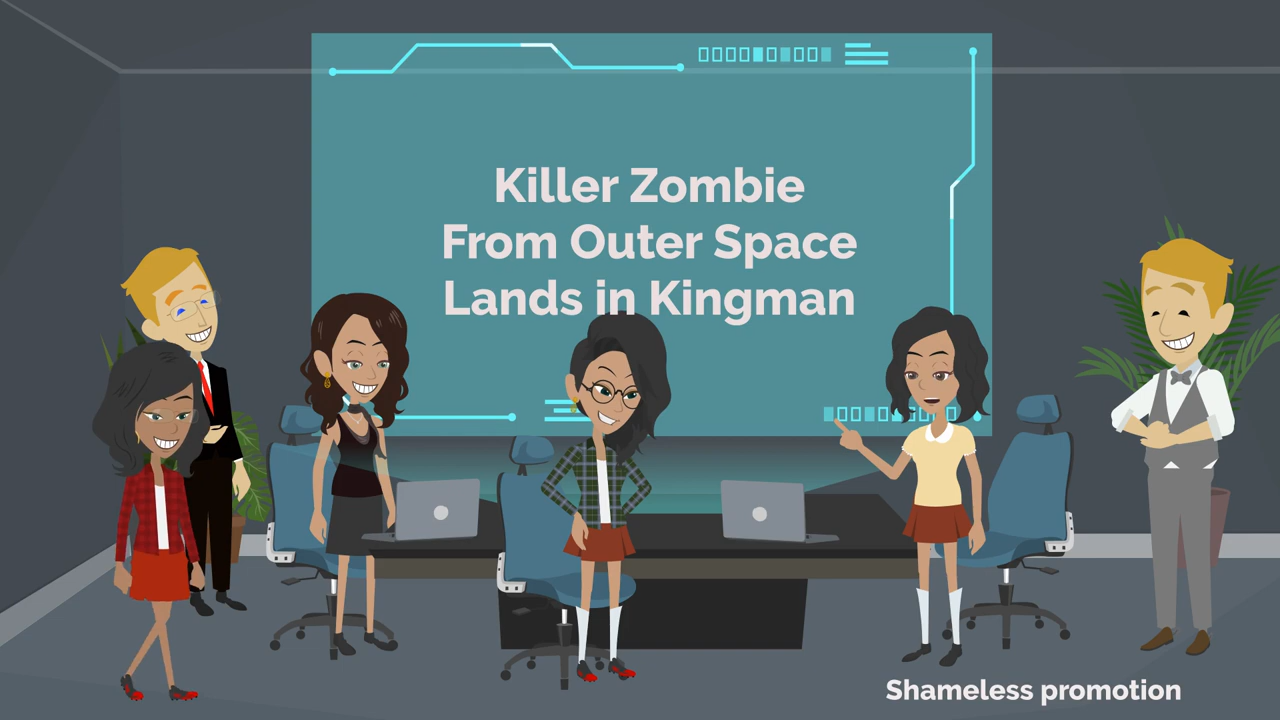 Killer Zombie
From Outer Space
Lands in Kingman
Shameless promotion